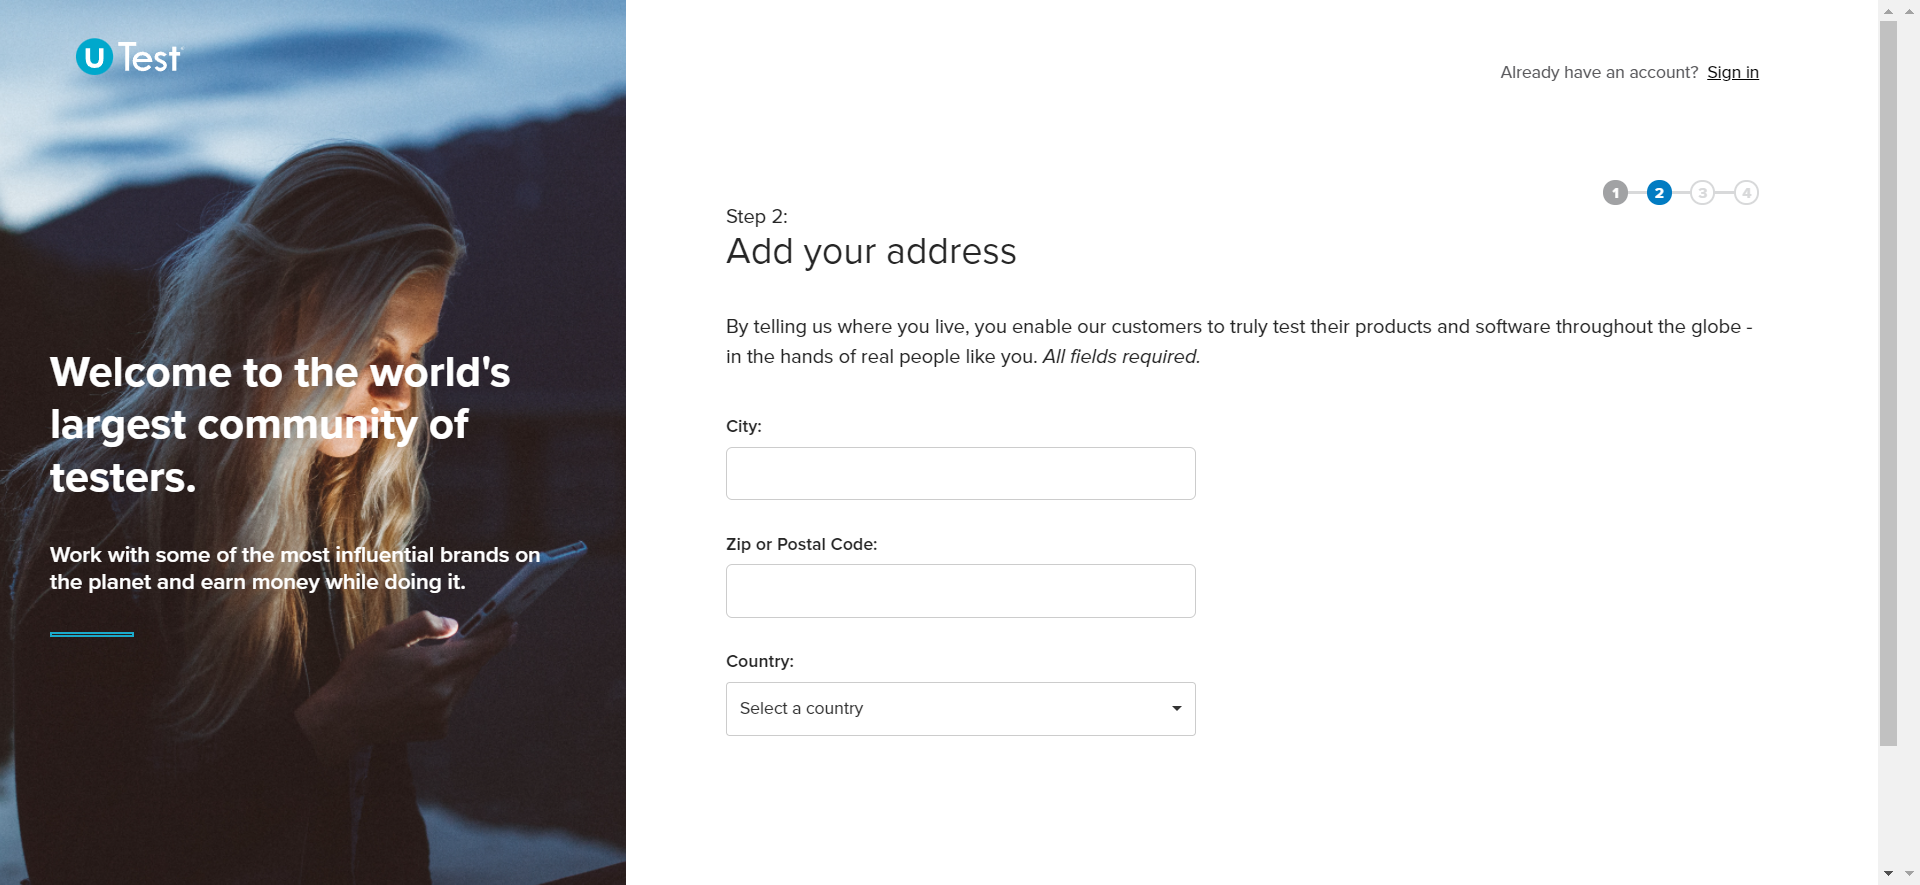 U Test
Welcome to the world's
largest community of
testers.
Work with some of the most influential brands on
the planet and earn money while doing it.
Already have an account? Sign in
1 2 3 4
Step 2:
Add your address
By telling us where you live, you enable our customers to truly test their products and software throughout the globe -
in the hands of real people like you. All fields required.
City:
Zip or Postal Code:
Country:
Select a country